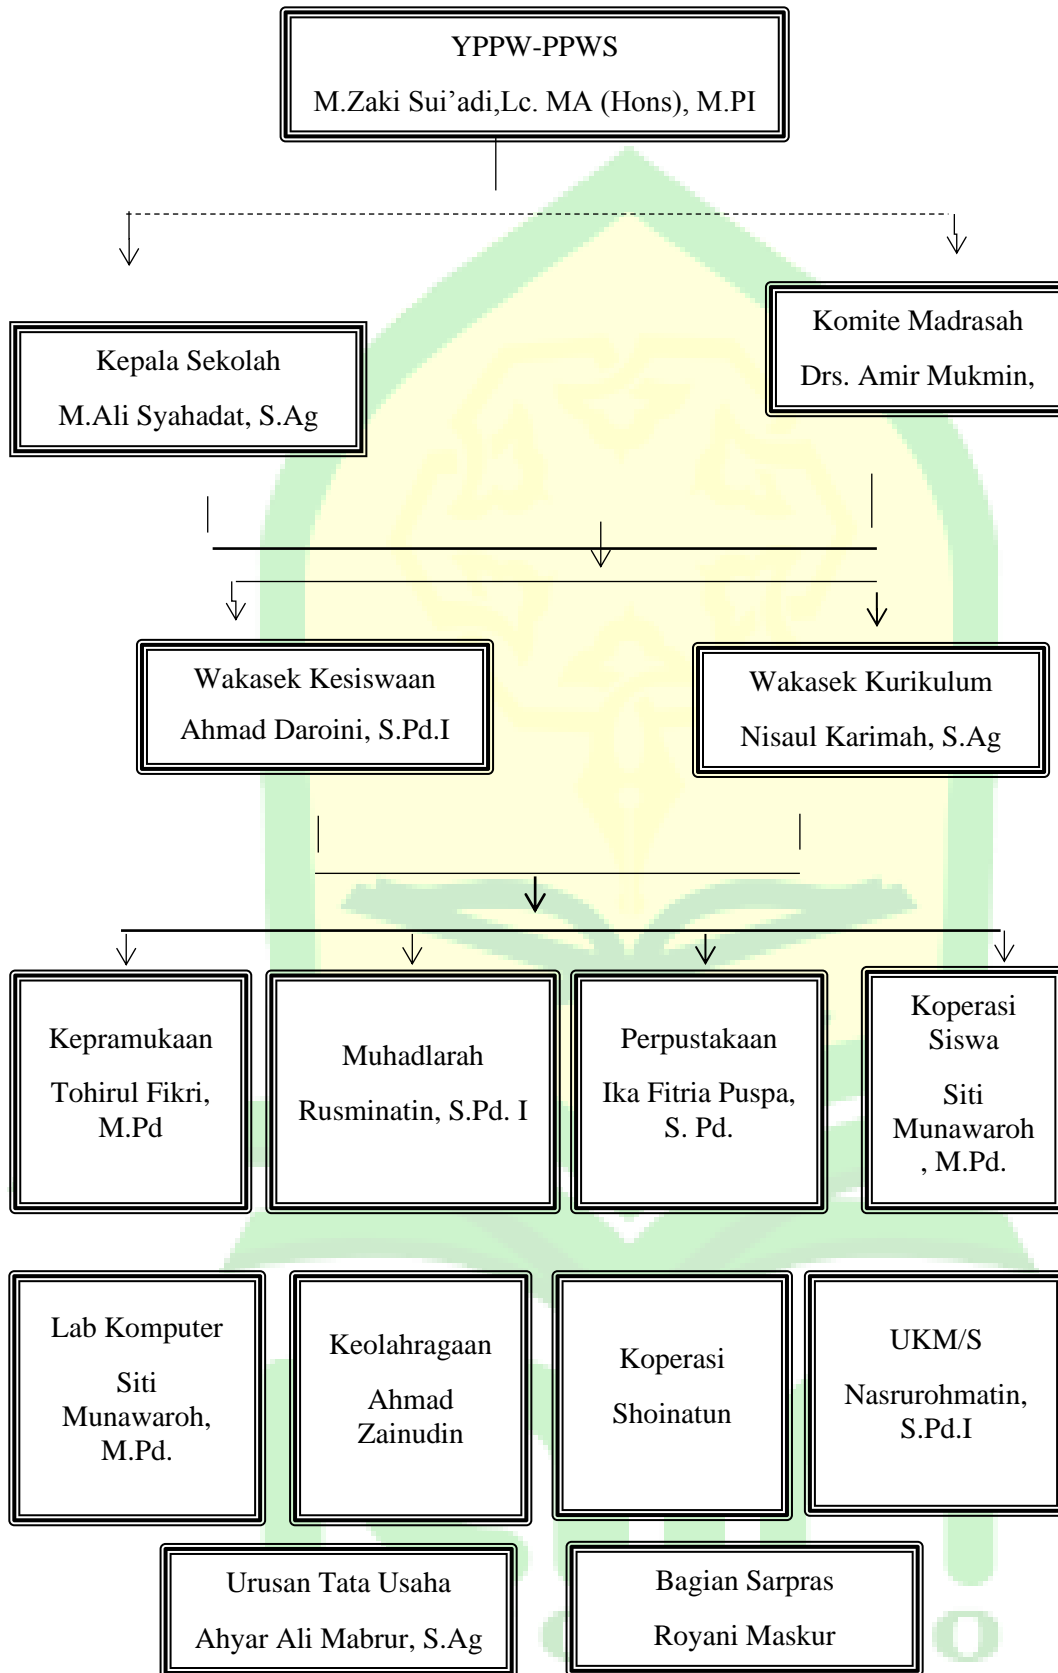 YPPW-PPWS
M.Zaki Sui’adi,Lc. MA (Hons), M.PI
Kepala Sekolah
M.Ali Syahadat, S.Ag
Komite Madrasah
Drs. Amir Mukmin,
Wakasek Kesiswaan
Ahmad Daroini, S.Pd.I
Wakasek Kurikulum
Nisaul Karimah, S.Ag
Kepramukaan
Tohirul Fikri,
M.Pd
Muhadlarah
Rusminatin, S.Pd. I
Perpustakaan
Ika Fitria Puspa,
S. Pd.
Koperasi
Siswa
Siti
Munawaroh
, M.Pd.
Lab Komputer
Siti
Munawaroh,
M.Pd.
Keolahragaan
Ahmad
Zainudin
Koperasi
Shoinatun
UKM/S
Nasrurohmatin,
S.Pd.I
Urusan Tata Usaha
Ahyar Ali Mabrur, S.Ag
Bagian Sarpras
Royani Maskur